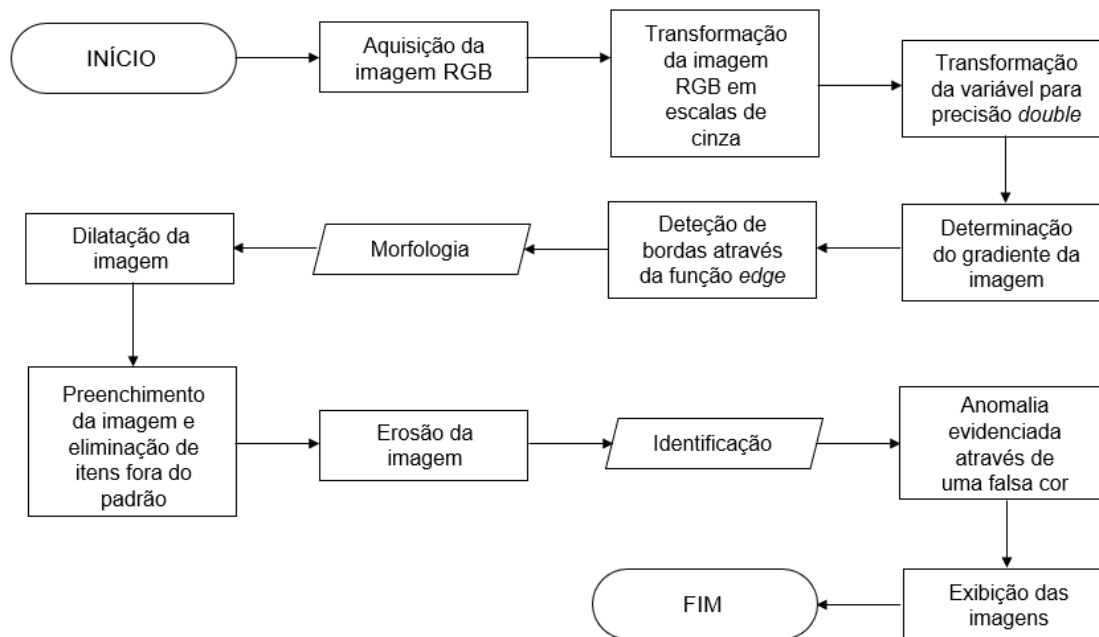 INÍCIO
Aquisição da
imagem RGB
Transformação
da imagem
RGB em
escalas de
cinza
Transformação
da variável para
precisão double
Determinação
do gradiente da
imagem
Deteção de
bordas através
da função edge
Morfologia
Dilatação da
imagem
Preenchimento
da imagem e
eliminação de
itens fora do
padrão
Erosão da
imagem
Identificação
Anomalia
evidenciada
através de
uma falsa cor
Exibição das
imagens
FIM